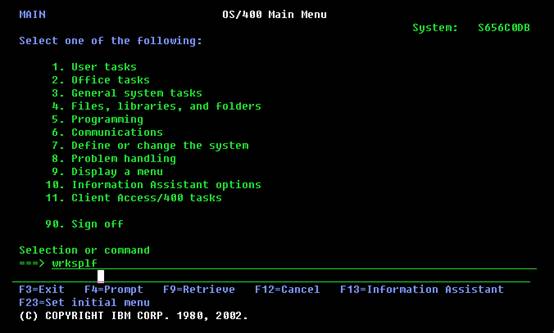 MAIN OS/400 Main Menu
System: S656C0DB
Select one of the following:
1. User tasks
2. Office tasks
3. General system tasks
4. Files, libraries, and folders
5. Programming
6. Communications
7. Define or change the system
8. Problem handling
9. Display a menu
10. Information Assistant options
11. Client Access/400 tasks
90. Sign off
Selection or command
===> wrksplf
F3=Exit F4=Prompt F9=Retrieve F12=Cancel F13=Information Assistant
F23=Set initial menu
(C) COPYRIGHT IBM CORP. 1980, 2002.